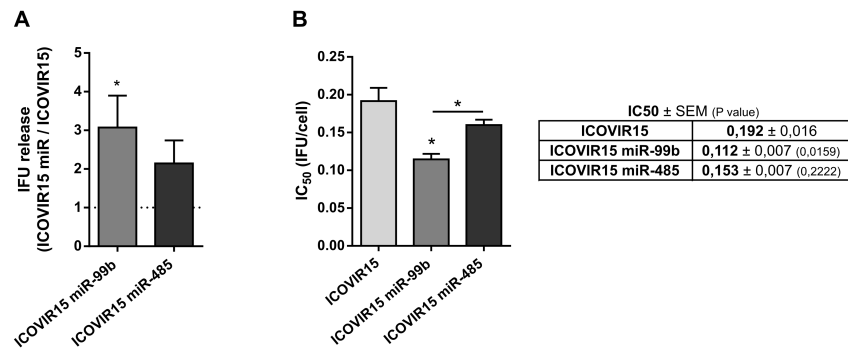 A
IFU release
(ICOVIR15 miR / ICOVIR15)
5
4
3
2
1
0
*
ICOVIR15 miR-99b
ICOVIR15 miR-485
B
IC50 (IFU/cell)
0.25
0.20
0.15
0.10
0.05
0.00
*
*
ICOVIR15
ICOVIR15 miR-99b
ICOVIR15 miR-485
IC50 ± SEM (P value)
ICOVIR15 0,192 ± 0,016
ICOVIR15 miR-99b 0,112 ± 0,007 (0,0159)
ICOVIR15 miR-485 0,153 ± 0,007 (0,2222)